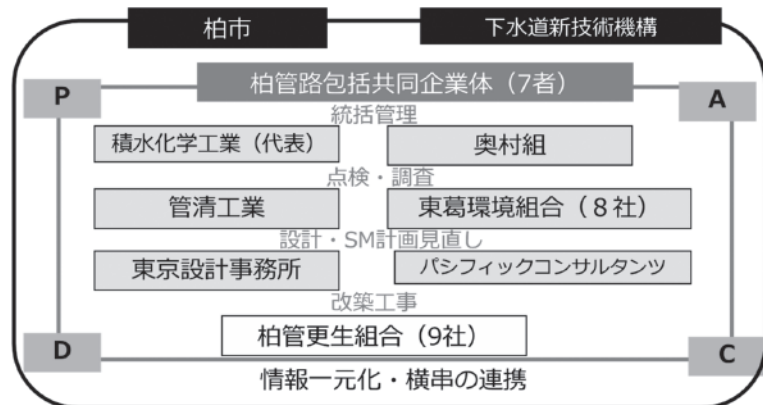 柏市
下水道新技術機構
P
柏管路包括共同企業体（7者）
A
統括管理
積水化学工業（代表）
奥村組
点検・調査
管清工業
東葛環境組合（８社）
設計・SM計画見直し
東京設計事務所
パシフィックコンサルタンツ
改築工事
柏管更生組合（9社）
D
C
情報一元化・横串の連携